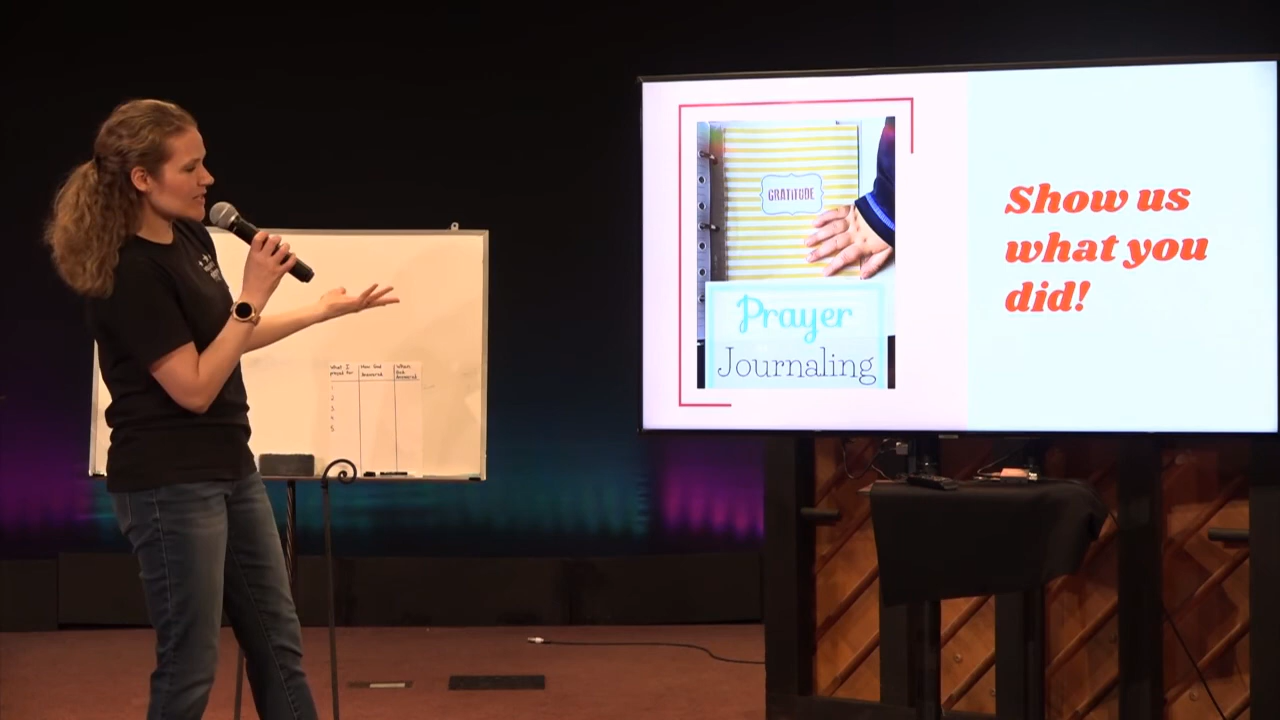 What I
prayed for
How God
Answered
When
God
Answered
1
2
3
4
5
GRATITUDE
Prayer
Journaling
Show us
what you
did!